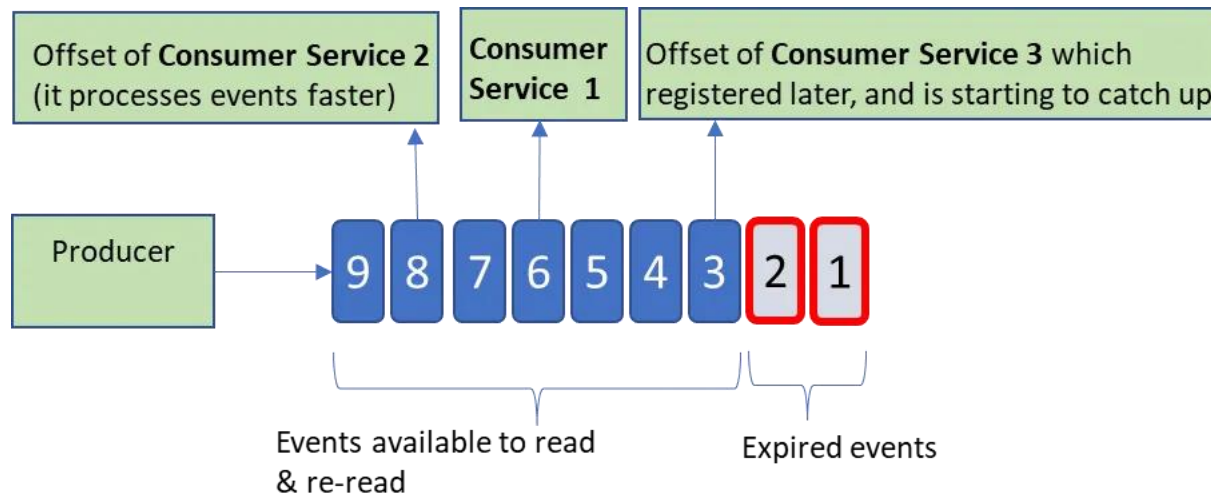 Offset of Consumer Service 2
(it processes events faster)
Consumer
Service 1
Offset of Consumer Service 3 which
registered later, and is starting to catch up
Producer
9 8 7 6 5 4 3 2 1
Events available to read
& re-read
Expired events